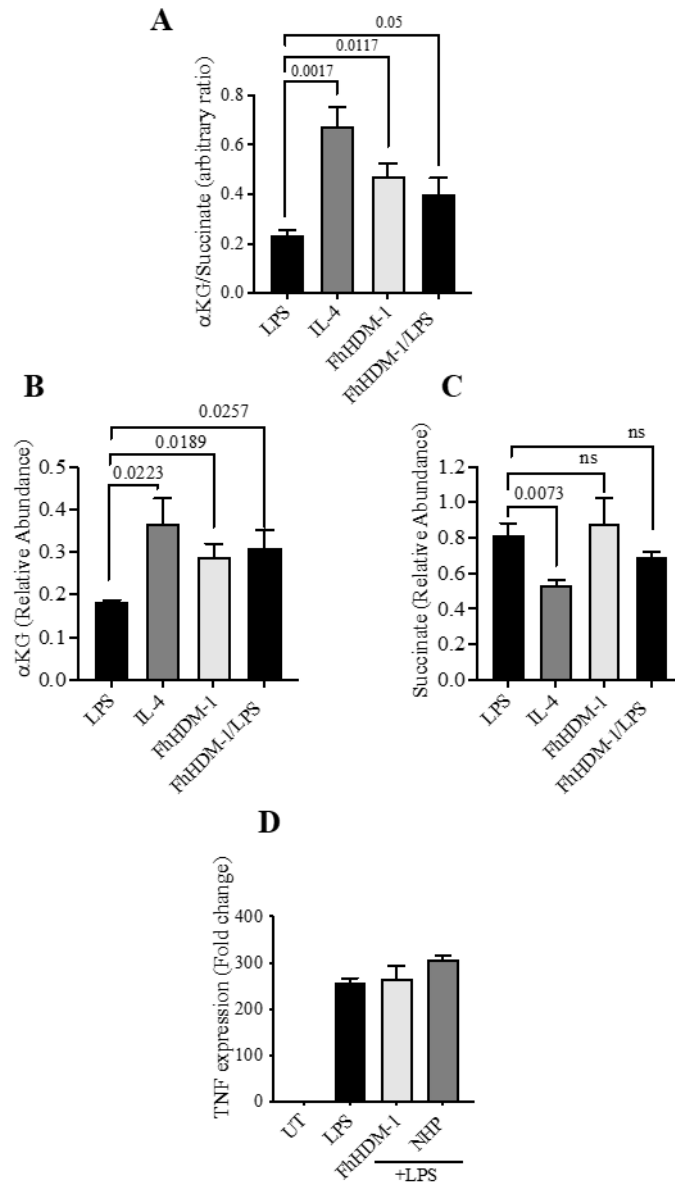 A
0.05
0.0117
0.0017
αKG/Succinate (arbitrary ratio)
0.8
0.6
0.4
0.2
0.0
LPS
IL-4
FhHDM-1
FhHDM-1/LPS
B
0.0257
0.0189
0.0223
αKG (Relative Abundance)
0.5
0.4
0.3
0.2
0.1
0.0
LPS
IL-4
FhHDM-1
FhHDM-1/LPS
C
ns
ns
0.0073
Succinate (Relative Abundance)
1.2
1.0
0.8
0.6
0.4
0.2
0.0
LPS
IL-4
FhHDM-1
FhHDM-1/LPS
D
TNF expression (Fold change)
400
300
200
100
0
UT
LPS
FhHDM-1
NHP
+LPS